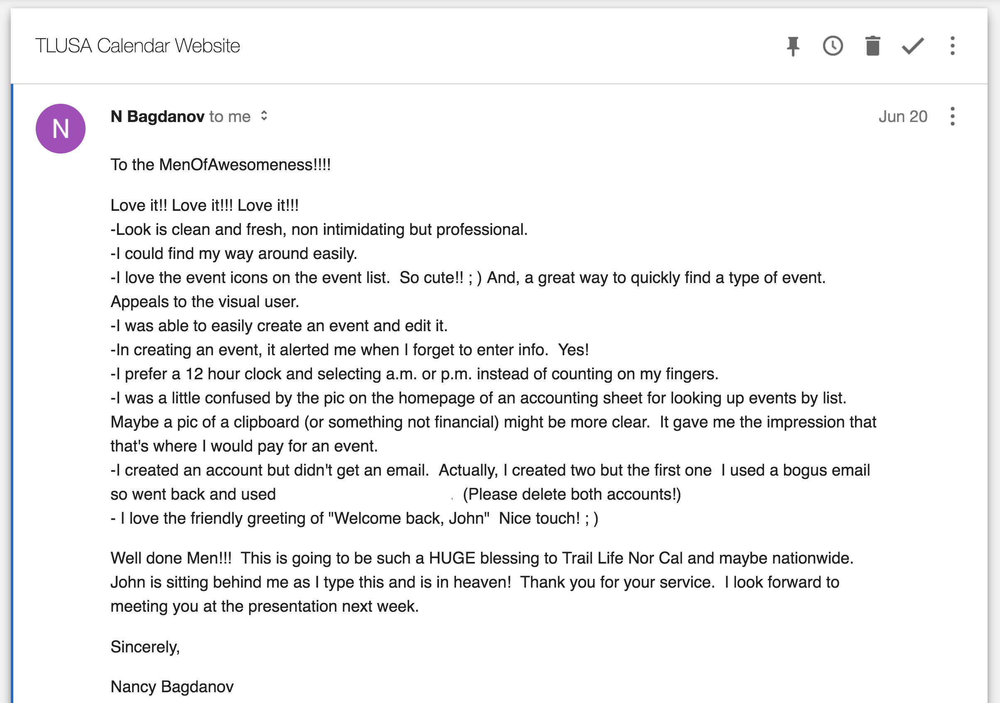 TLUSA Calendar Website
N
N Bagdanov to me
Jun 20
To the MenOfAwesomeness!!!!
Love it!! Love it!!! Love it!!!
-Look is clean and fresh, non intimidating but professional.
-I could find my way around easily.
-I love the event icons on the event list.  So cute!! ; ) And, a great way to quickly find a type of event.
Appeals to the visual user.
-I was able to easily create an event and edit it.
-In creating an event, it alerted me when I forget to enter info.  Yes!
-I prefer a 12 hour clock and selecting a.m. or p.m. instead of counting on my fingers.
-I was a little confused by the pic on the homepage of an accounting sheet for looking up events by list.
Maybe a pic of a clipboard (or something not financial) might be more clear.  It gave me the impression that
that's where I would pay for an event.
-I created an account but didn't get an email.  Actually, I created two but the first one  I used a bogus email
so went back and used . (Please delete both accounts!)
- I love the friendly greeting of "Welcome back, John"  Nice touch! ; )
Well done Men!!!  This is going to be such a HUGE blessing to Trail Life Nor Cal and maybe nationwide.
John is sitting behind me as I type this and is in heaven!  Thank you for your service.  I look forward to
meeting you at the presentation next week.
Sincerely,
Nancy Bagdanov